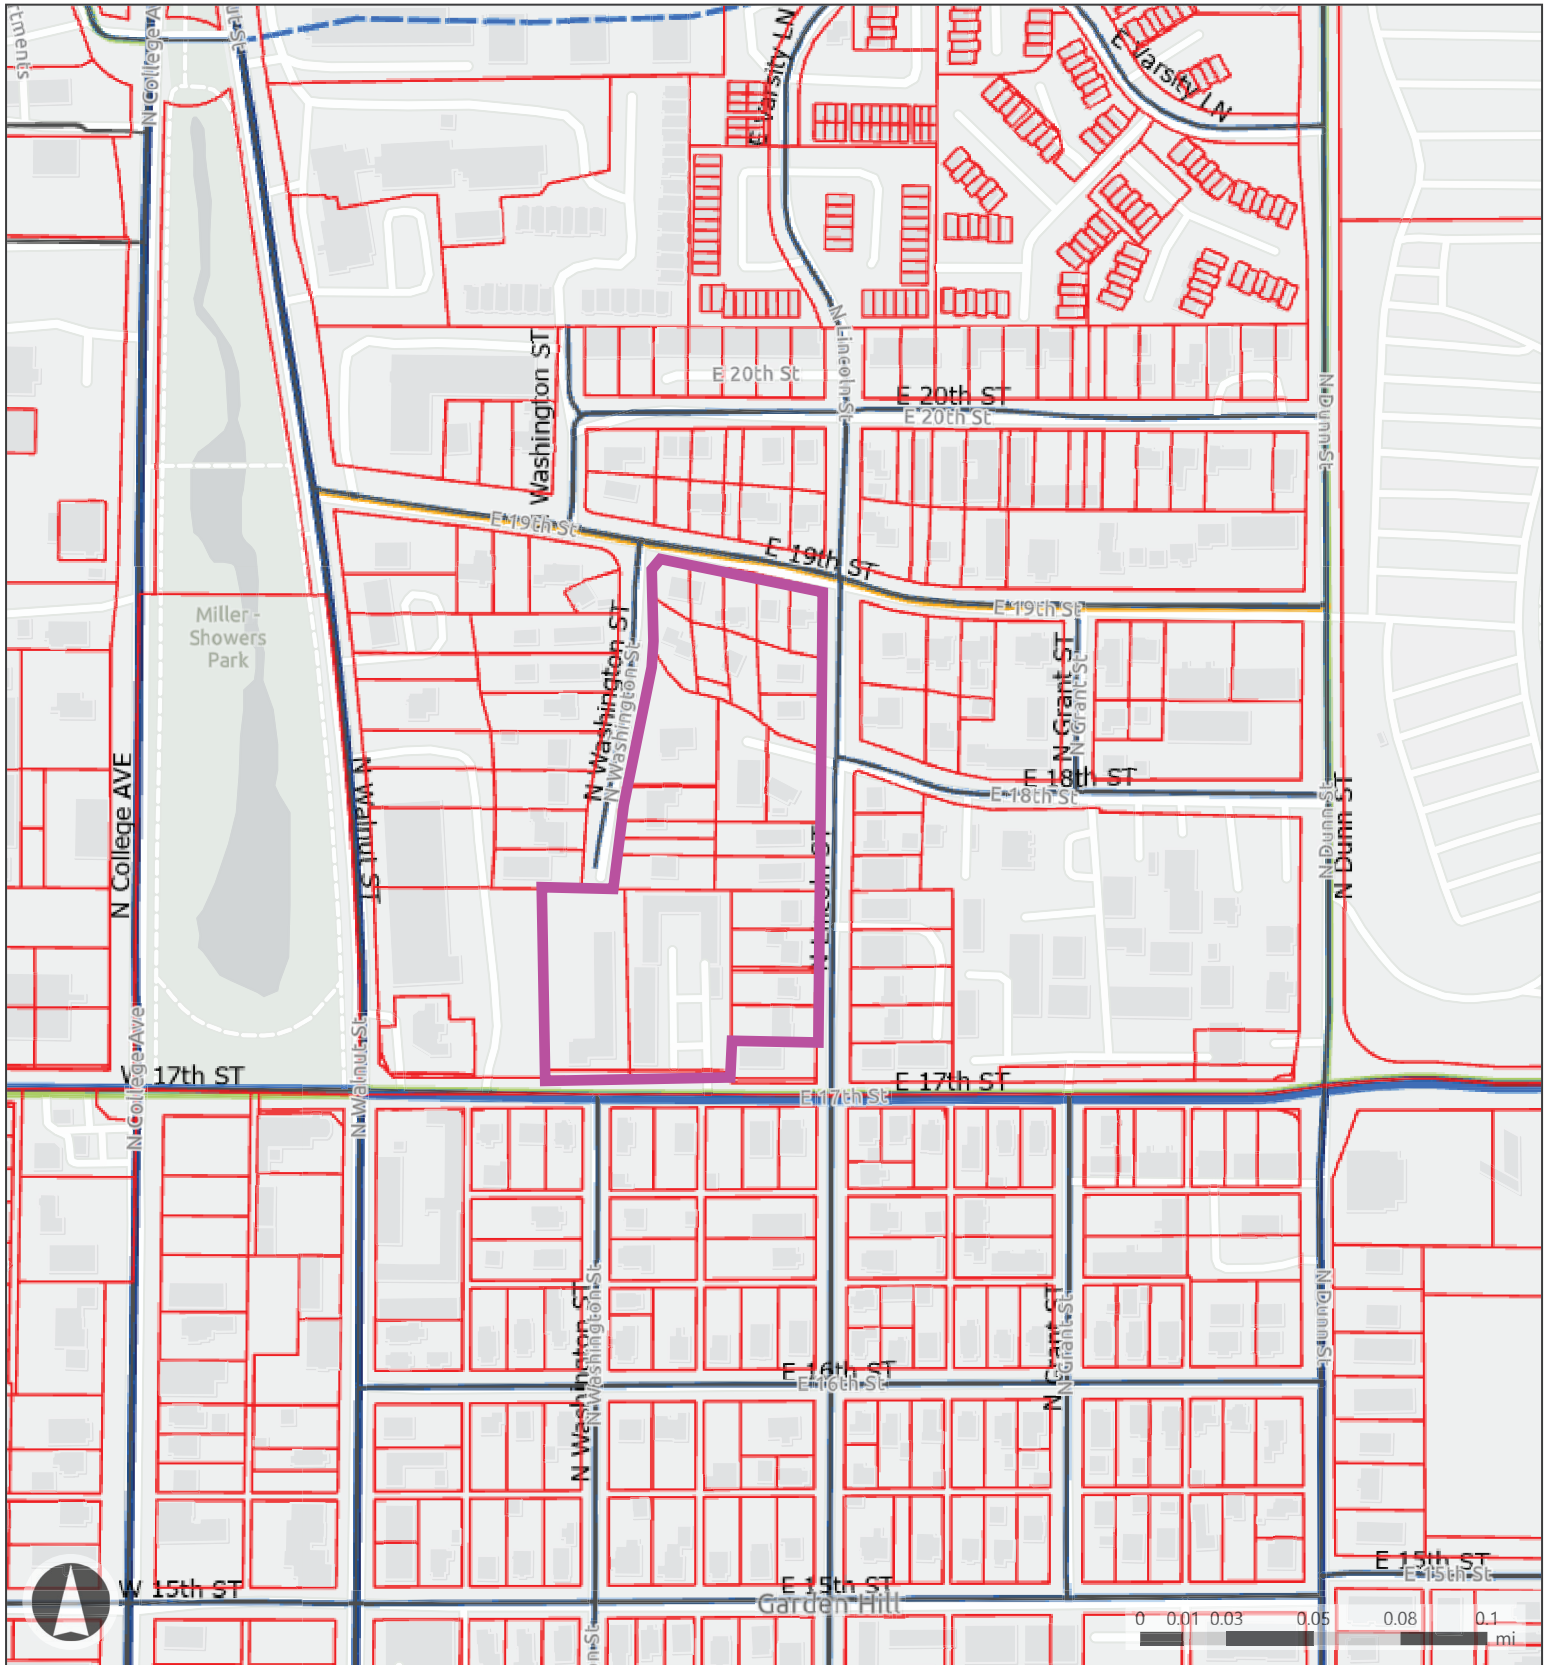 rtments
N College A
St
E Varsity LN
E Varsity LN
N Lincoln St
Washington ST
E 20th St
E 20th ST
E 20th St
N Dunn St
E 19th St
E 19th ST
E 19th St
Miller -
Showers
Park
N Washington ST
N Washington St
N Grant ST
N Grant St
E 18th ST
E 18th St
N College AVE
N Walnut ST
N Lincoln ST
N Dunn St
N Dunn ST
N College Ave
N Walnut St
W 17th ST
E 17th ST
E 17th St
N Washington ST
N Washington St
N Grant ST
N Grant St
N Dunn St
E 16th ST
E 16th St
W 15th ST
E 15th ST
Garden Hill
E 15th ST
E 15th St
on St
0 0.01 0.03 0.05 0.08 0.1
mi